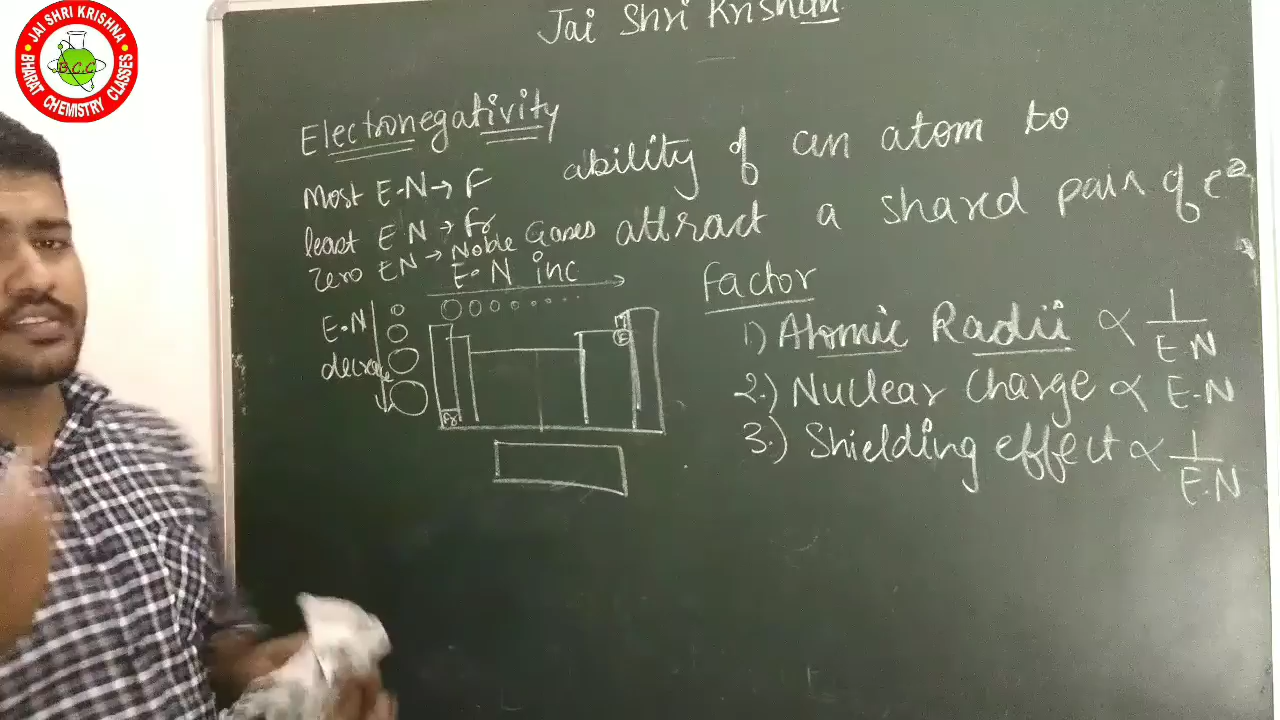 JAI SHRI KRISHNA
B.C.C
BHARAT CHEMISTRY CLASSES
Jai Shri Krishan
Electronegativity
ability of an atom to
attract a shared pair of e
Most E-N → F
least E N → Fr
Zero EN → Noble Gases
E-N inc
E.N
decrease
Fr
F
Factor
1) Atomic Radii ∝ 1/E.N
2.) Nuclear Charge ∝ E-N
3.) Shielding effect ∝ 1/E.N